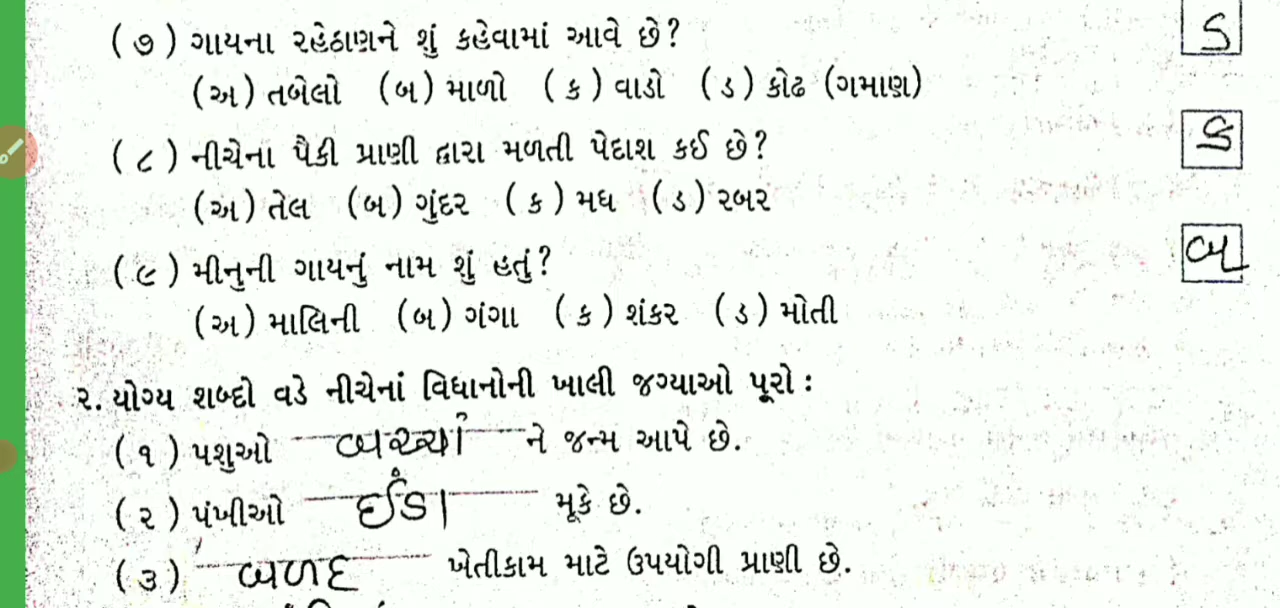 (૭) ગાયના રહેઠાણને શું કહેવામાં આવે છે? ડ
(અ) તબેલો (બ) માળો (ક) વાડો (ડ) કોઢ (ગમાણ)
(૮) નીચેના પૈકી પ્રાણી દ્વારા મળતી પેદાશ કઈ છે? ક
(અ) તેલ (બ) ગુંદર (ક) મધ (ડ) રબર
(૯) મીનુની ગાયનું નામ શું હતું? બ
(અ) માલિની (બ) ગંગા (ક) શંકર (ડ) મોતી
૨. યોગ્ય શબ્દો વડે નીચેનાં વિધાનોની ખાલી જગ્યાઓ પૂરો :
(૧) પશુઓ બચ્ચાં ને જન્મ આપે છે.
(૨) પંખીઓ ઈંડાં મૂકે છે.
(૩) બળદ ખેતીકામ માટે ઉપયોગી પ્રાણી છે.